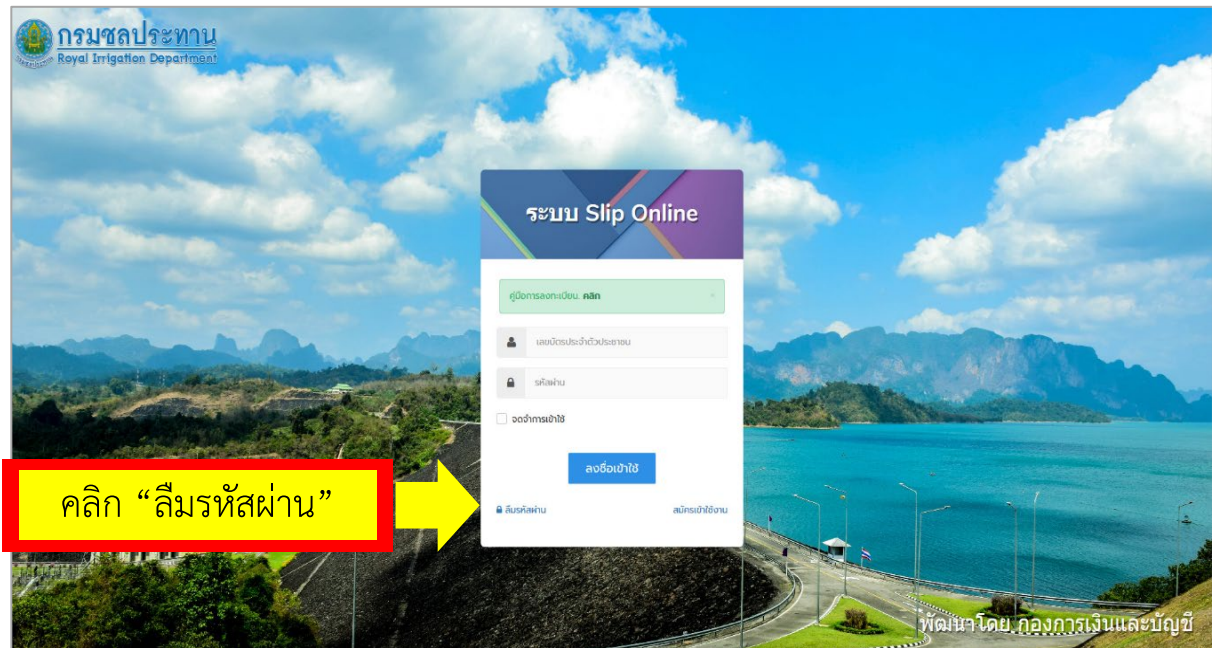 กรมชลประทาน
Royal Irrigation Department
ระบบ Slip Online
คู่มือการลงทะเบียน คลิก ×
เลขบัตรประจำตัวประชาชน
รหัสผ่าน
จดจำการเข้าใช้
ลงชื่อเข้าใช้
คลิก “ลืมรหัสผ่าน”
ลืมรหัสผ่าน สมัครเข้าใช้งาน
พัฒนาโดย กองการเงินและบัญชี